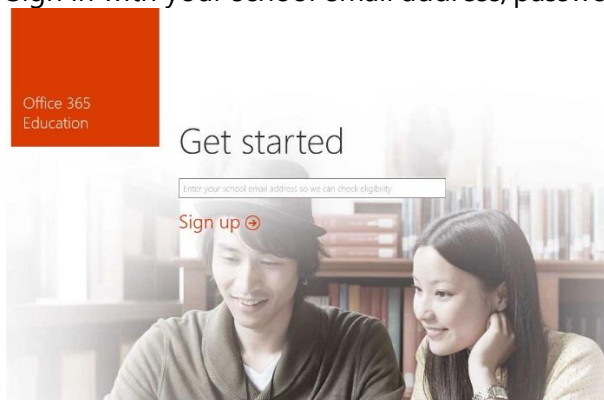 Sign in with your school email address/passwo
Office 365
Education
Get started
Enter your school email address so we can check eligibility
Sign up